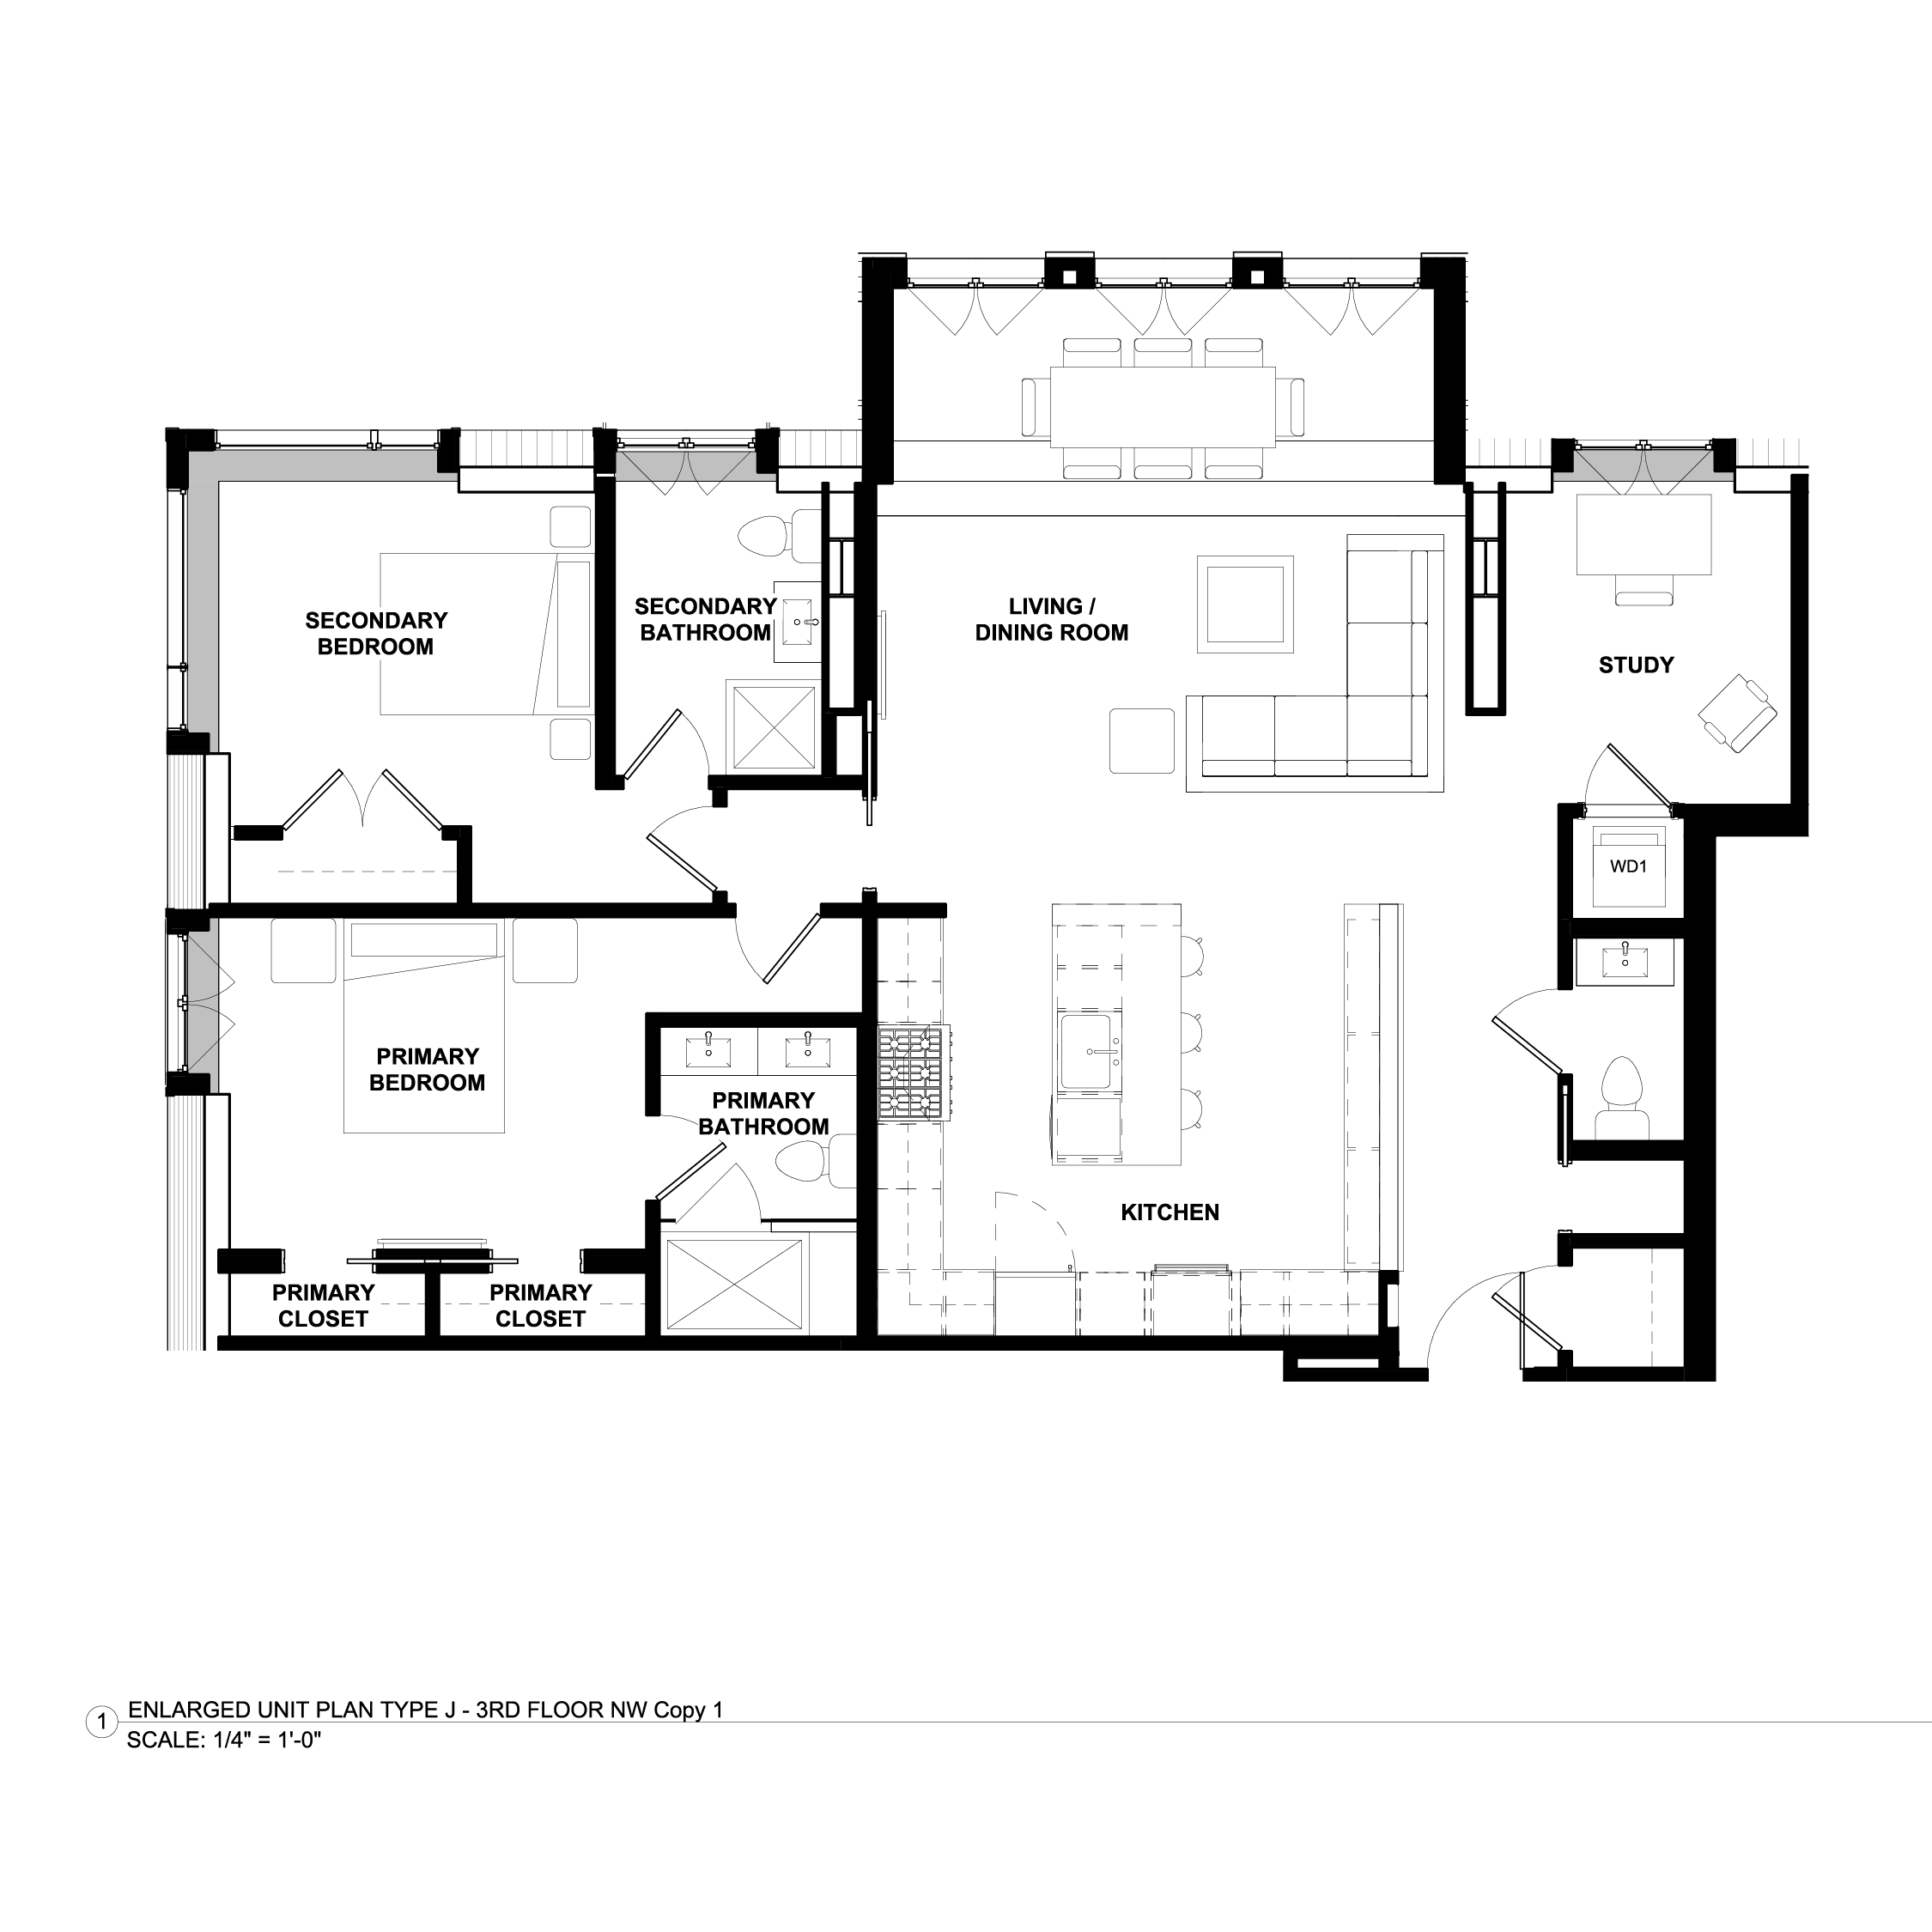 SECONDARY
BEDROOM
SECONDARY
BATHROOM
LIVING /
DINING ROOM
STUDY
WD1
PRIMARY
BEDROOM
PRIMARY
BATHROOM
KITCHEN
PRIMARY
CLOSET
PRIMARY
CLOSET
1
ENLARGED UNIT PLAN TYPE J - 3RD FLOOR NW Copy 1
SCALE: 1/4" = 1'-0"